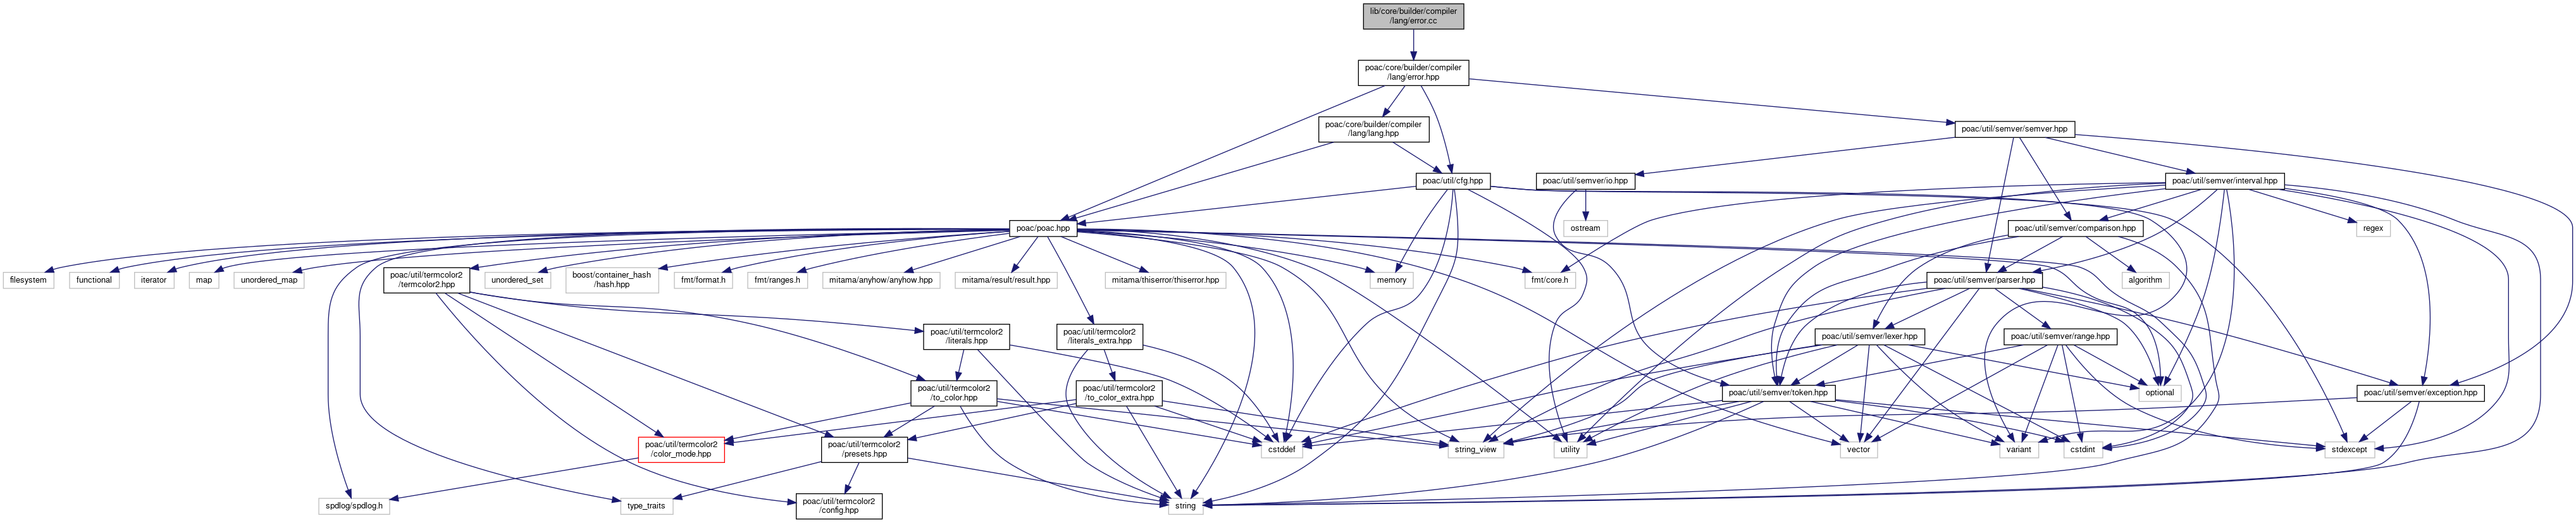 lib/core/builder/compiler
/lang/error.cc
poac/core/builder/compiler
/lang/error.hpp
poac/core/builder/compiler
/lang/lang.hpp
poac/util/semver/semver.hpp
poac/util/cfg.hpp
poac/util/semver/io.hpp
poac/util/semver/interval.hpp
poac/poac.hpp
ostream
poac/util/semver/comparison.hpp
regex
filesystem
functional
iterator
map
unordered_map
poac/util/termcolor2
/termcolor2.hpp
unordered_set
boost/container_hash
/hash.hpp
fmt/format.h
fmt/ranges.h
mitama/anyhow/anyhow.hpp
mitama/result/result.hpp
mitama/thiserror/thiserror.hpp
memory
fmt/core.h
poac/util/semver/parser.hpp
algorithm
poac/util/termcolor2
/literals.hpp
poac/util/termcolor2
/literals_extra.hpp
poac/util/semver/lexer.hpp
poac/util/semver/range.hpp
poac/util/termcolor2
/to_color.hpp
poac/util/termcolor2
/to_color_extra.hpp
poac/util/semver/token.hpp
optional
poac/util/semver/exception.hpp
poac/util/termcolor2
/color_mode.hpp
poac/util/termcolor2
/presets.hpp
cstddef
string_view
utility
vector
variant
cstdint
stdexcept
spdlog/spdlog.h
type_traits
poac/util/termcolor2
/config.hpp
string